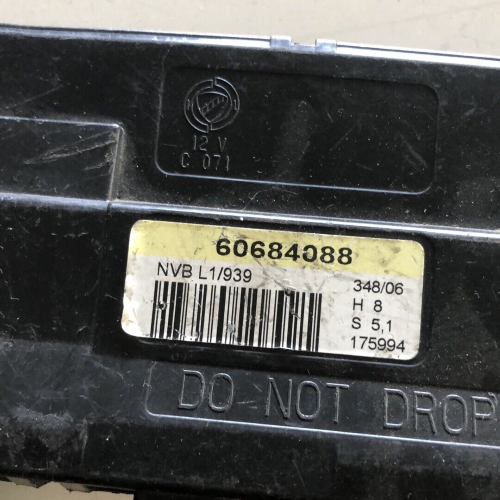 12 V
C 071
60684088
NVB L1/939
348/06
H 8
S 5,1
175994
DO NOT DROP